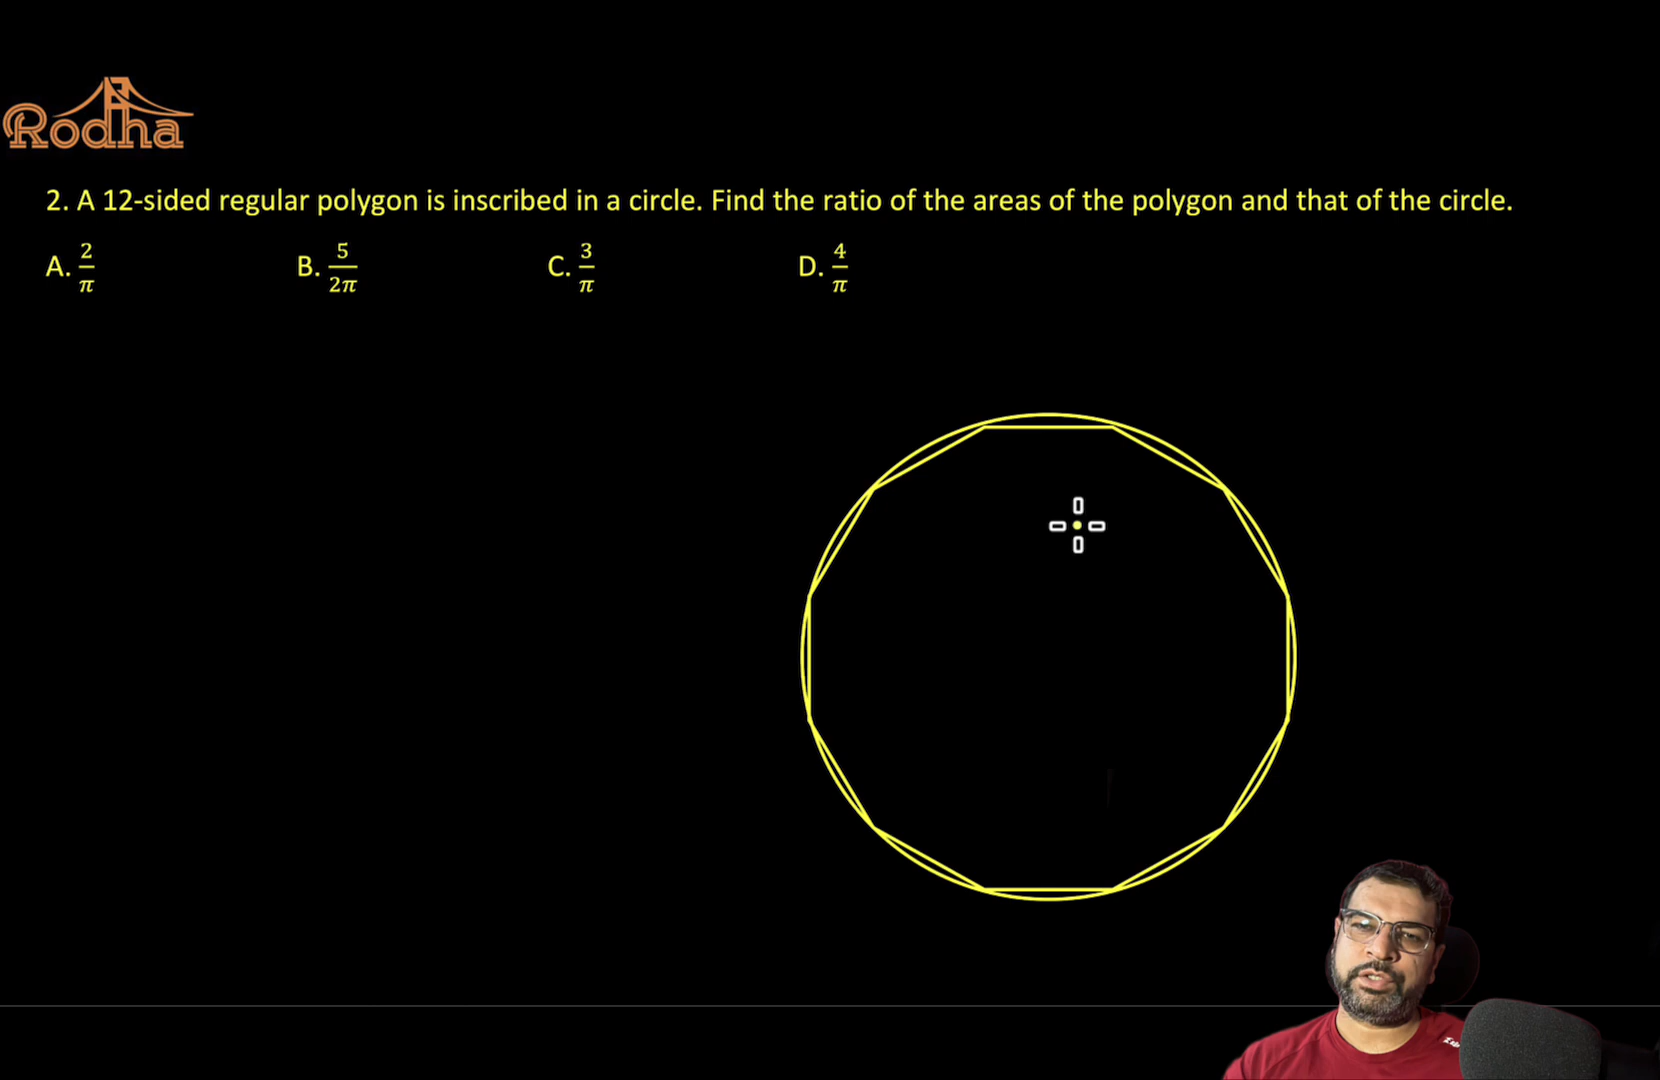 Rodha
2. A 12-sided regular polygon is inscribed in a circle. Find the ratio of the areas of the polygon and that of the circle.
A. 2/π B. 5/2π C. 3/π D. 4/π